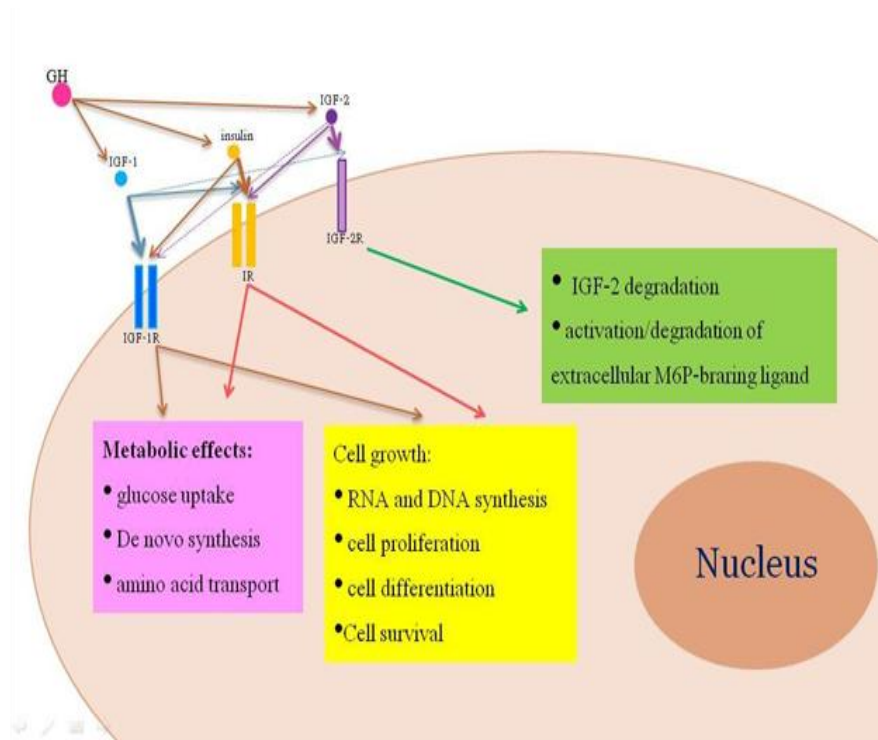 GH
IGF-2
insulin
IGF-1
IGF-2R
IR
IGF-1R
• IGF-2 degradation
• activation/degradation of
extracellular M6P-braring ligand
Metabolic effects:
• glucose uptake
• De novo synthesis
• amino acid transport
Cell growth:
• RNA and DNA synthesis
• cell proliferation
• cell differentiation
•Cell survival
Nucleus